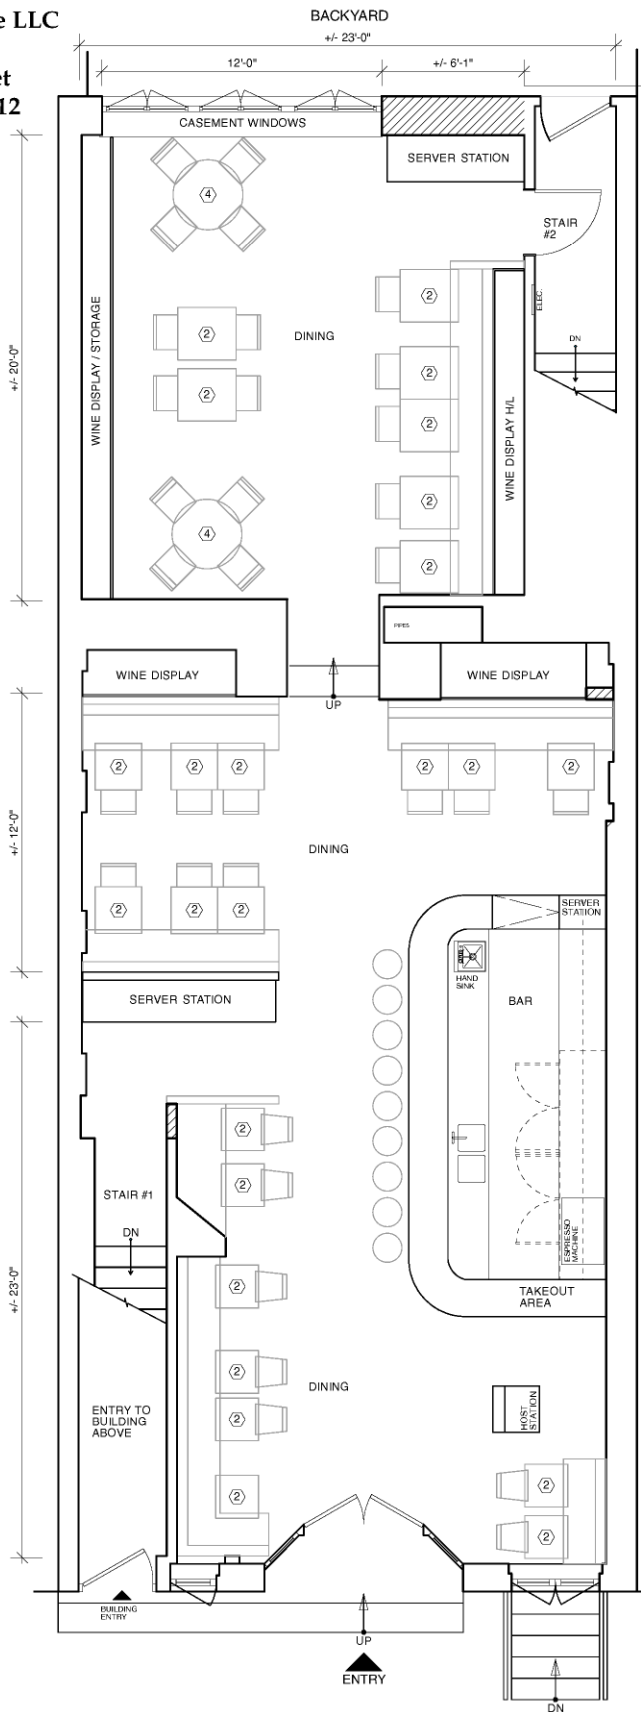 e LLC
et
12
BACKYARD
+/- 23'-0"
12'-0"
+/- 6'-1"
CASEMENT WINDOWS
SERVER STATION
4
STAIR
#2
2
ELEC.
WINE DISPLAY / STORAGE
2
DINING
DN
+/- 20'-0"
2
2
2
WINE DISPLAY H/L
2
4
2
PIPES
WINE DISPLAY
WINE DISPLAY
UP
2
2
2
2
2
2
+/- 12'-0"
DINING
2
2
2
SERVER
STATION
HAND
SINK
BAR
SERVER STATION
2
2
STAIR #1
DN
ESPRESSO
MACHINE
+/- 23'-0"
2
TAKEOUT
AREA
2
DINING
ENTRY TO
BUILDING
ABOVE
2
HOST
STATION
2
2
2
BUILDING
ENTRY
UP
ENTRY
DN